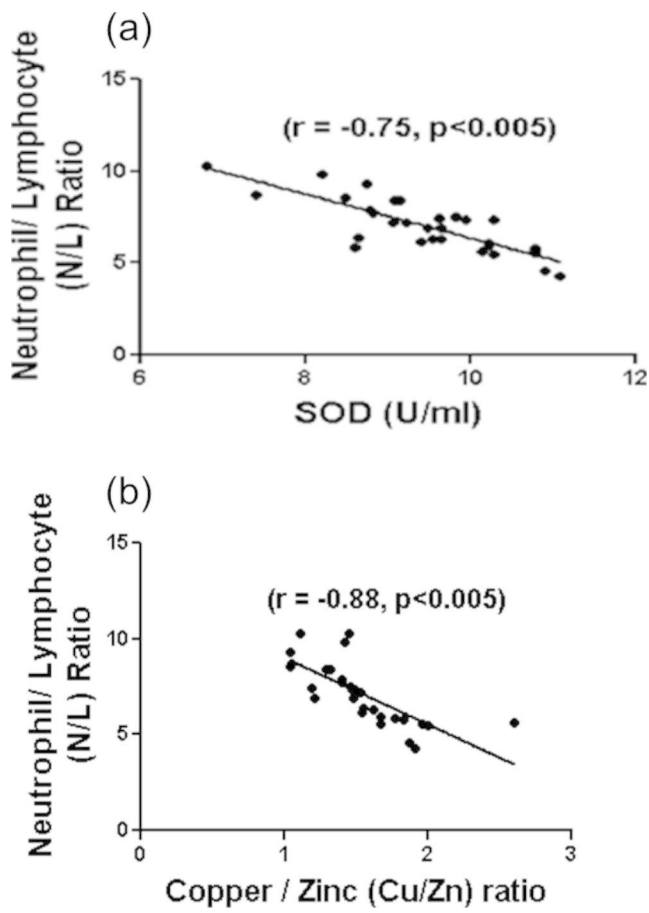 (a)
Neutrophil/ Lymphocyte
(N/L) Ratio
15
(r = -0.75, p<0.005)
10
5
0
6
8
10
12
SOD (U/ml)
(b)
Neutrophil/ Lymphocyte
(N/L) Ratio
15
(r = -0.88, p<0.005)
10
5
0
0
1
2
3
Copper / Zinc (Cu/Zn) ratio